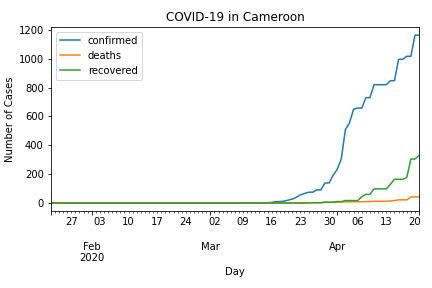 COVID-19 in Cameroon
confirmed
deaths
recovered
Number of Cases
1200
1000
800
600
400
200
0
27 03 10 17 24 02 09 16 23 30 06 13 20
Feb Mar Apr
2020
Day